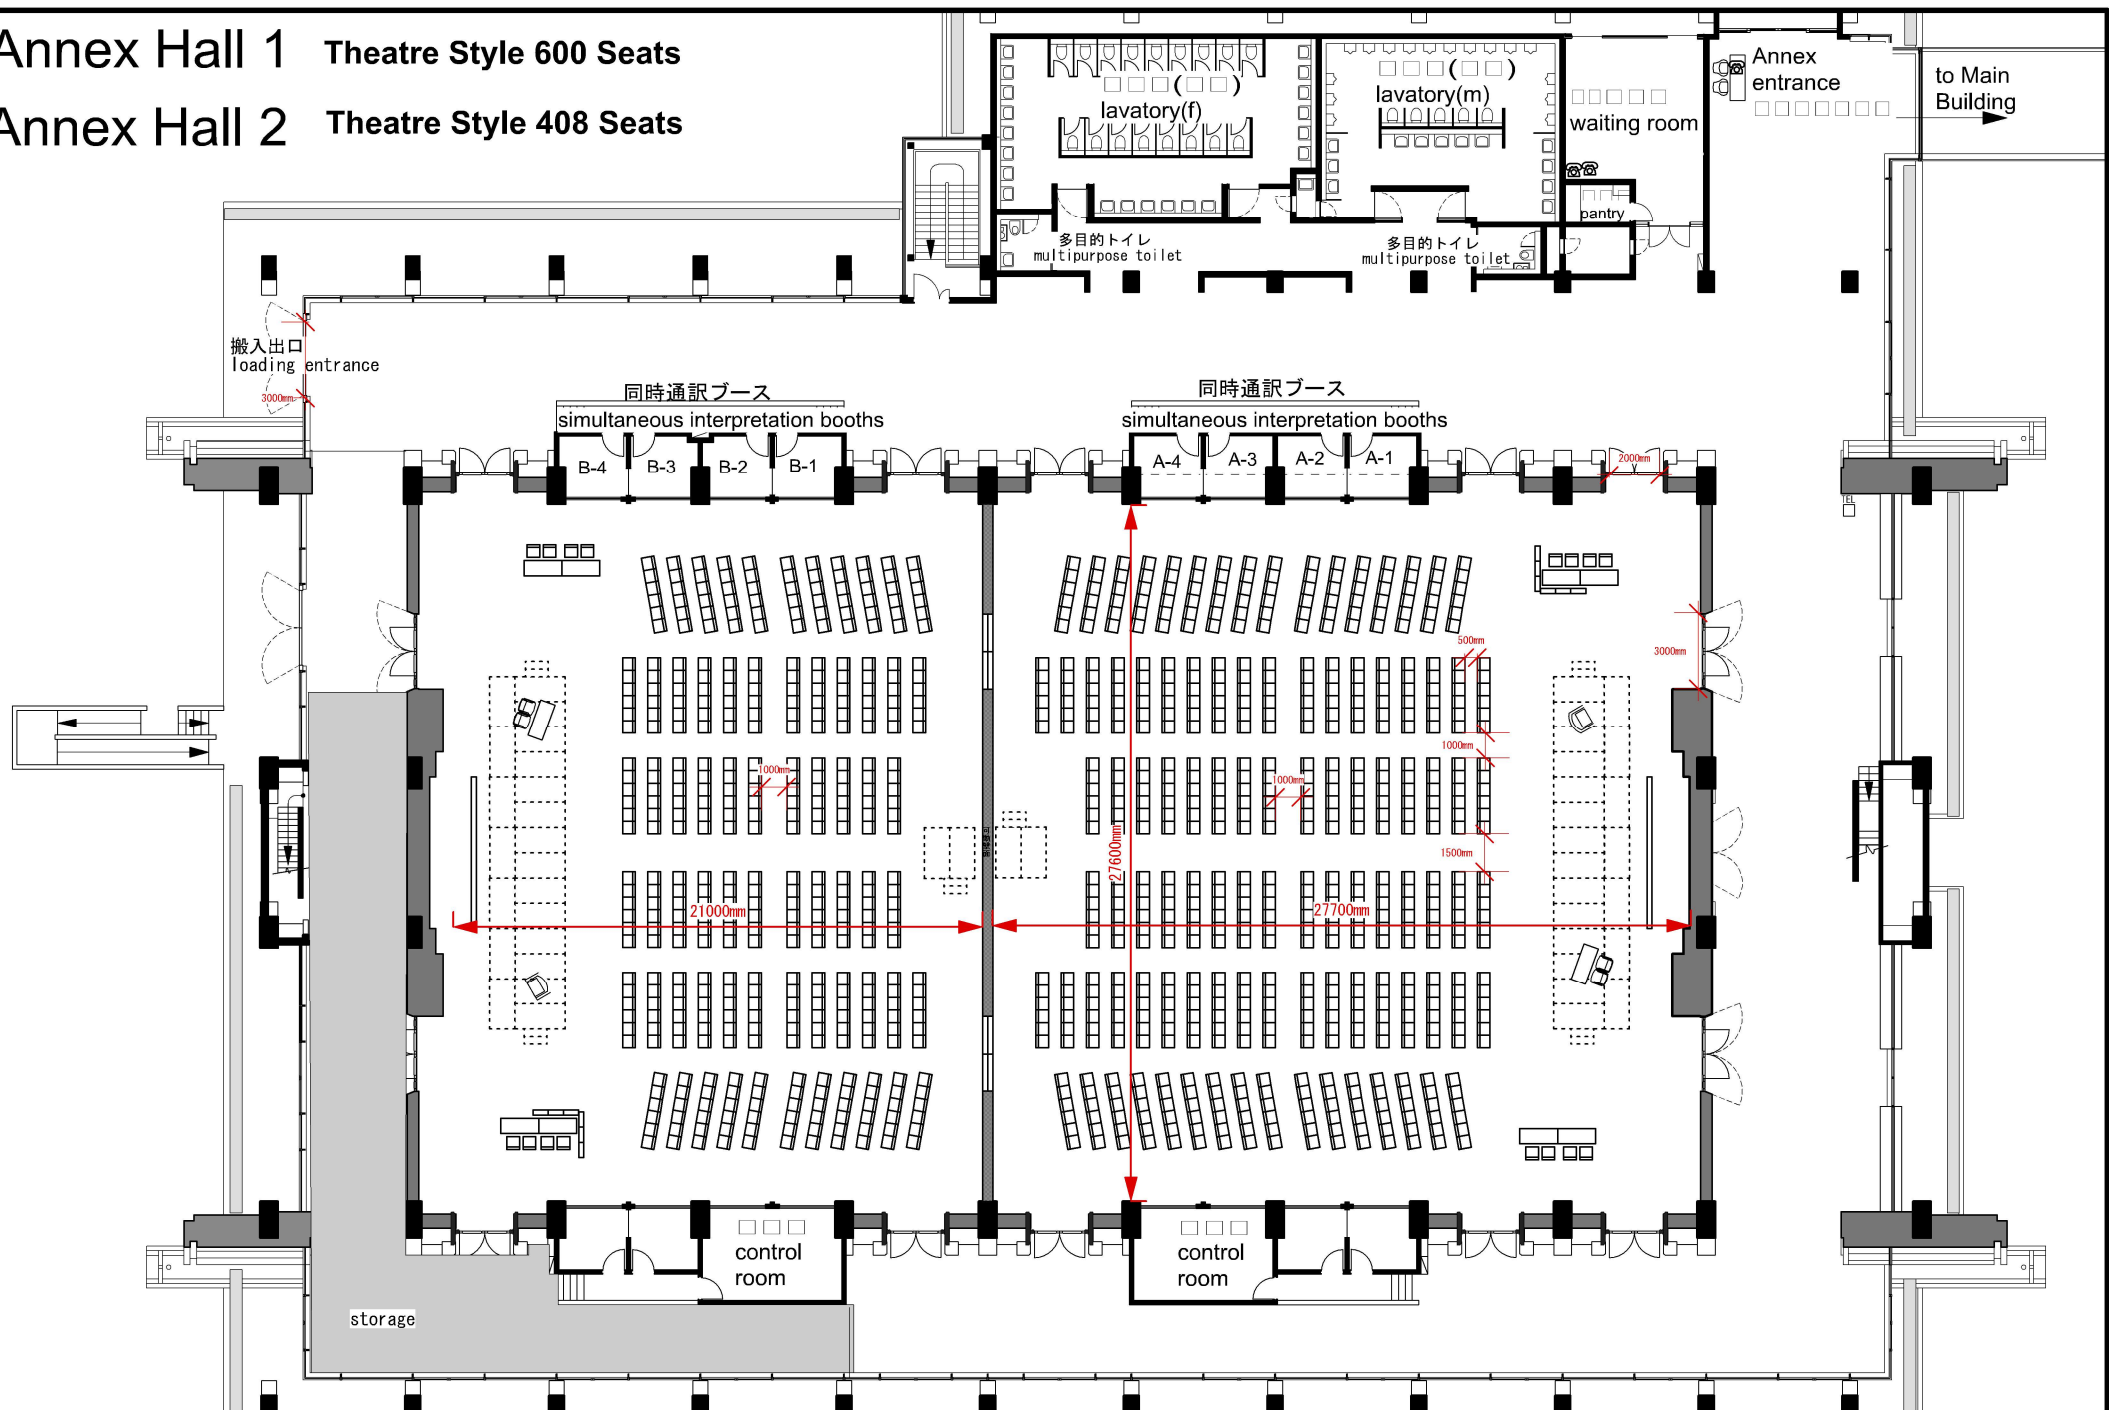 Annex Hall 1 Theatre Style 600 Seats
Annex Hall 2 Theatre Style 408 Seats
lavatory(f)
lavatory(m)
waiting room
pantry
Annex
entrance
to Main
Building
多目的トイレ
multipurpose toilet
多目的トイレ
multipurpose toilet
搬入出口
loading entrance
3000mm
同時通訳ブース
simultaneous interpretation booths
B-4 B-3 B-2 B-1
同時通訳ブース
simultaneous interpretation booths
A-4 A-3 A-2 A-1
2000mm
TEL
500mm
3000mm
1000mm
1000mm
1000mm
27600mm
1500mm
21000mm
27700mm
control
room
control
room
storage